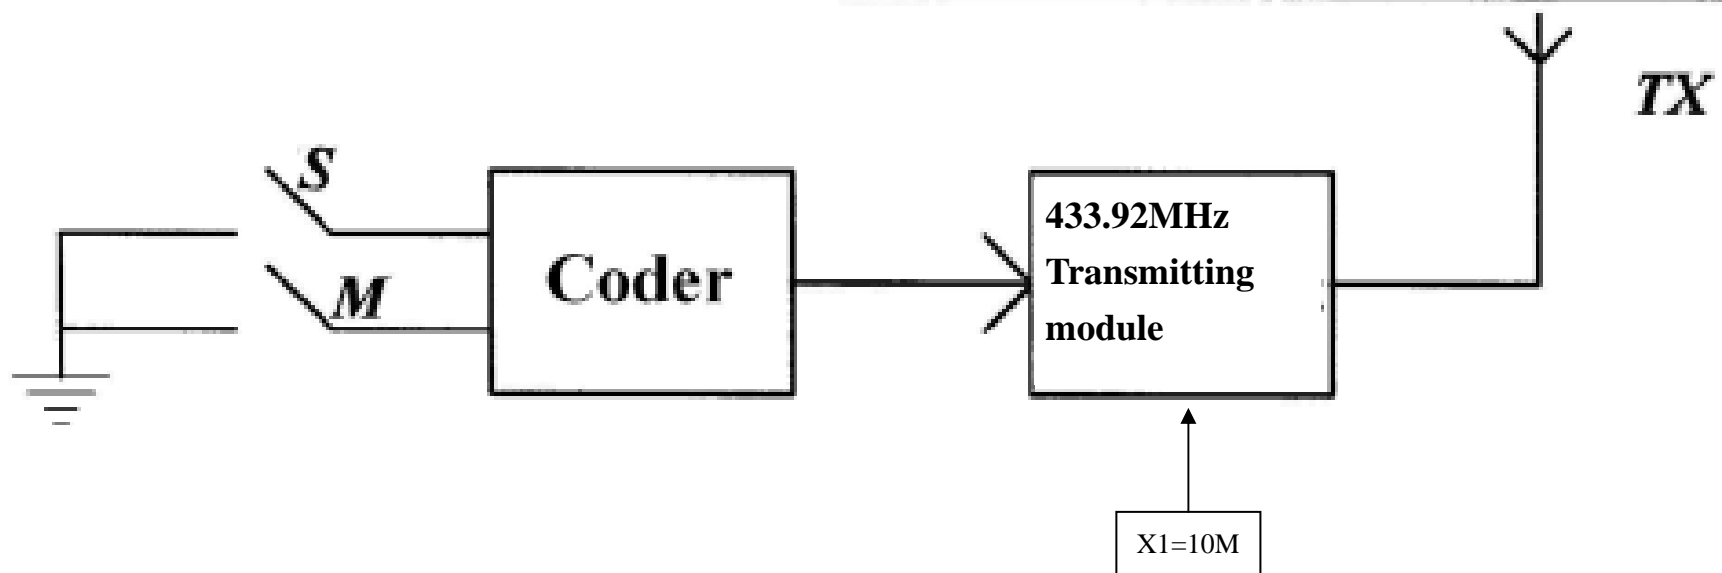 TX
S
M
Coder
433.92MHz
Transmitting
module
X1=10M